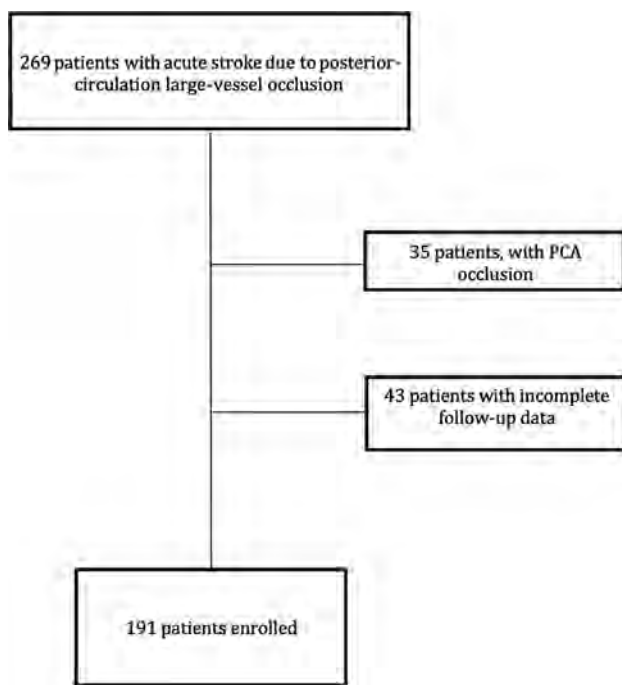 269 patients with acute stroke due to posterior-
circulation large-vessel occlusion
35 patients, with PCA
occlusion
43 patients with incomplete
follow-up data
191 patients enrolled